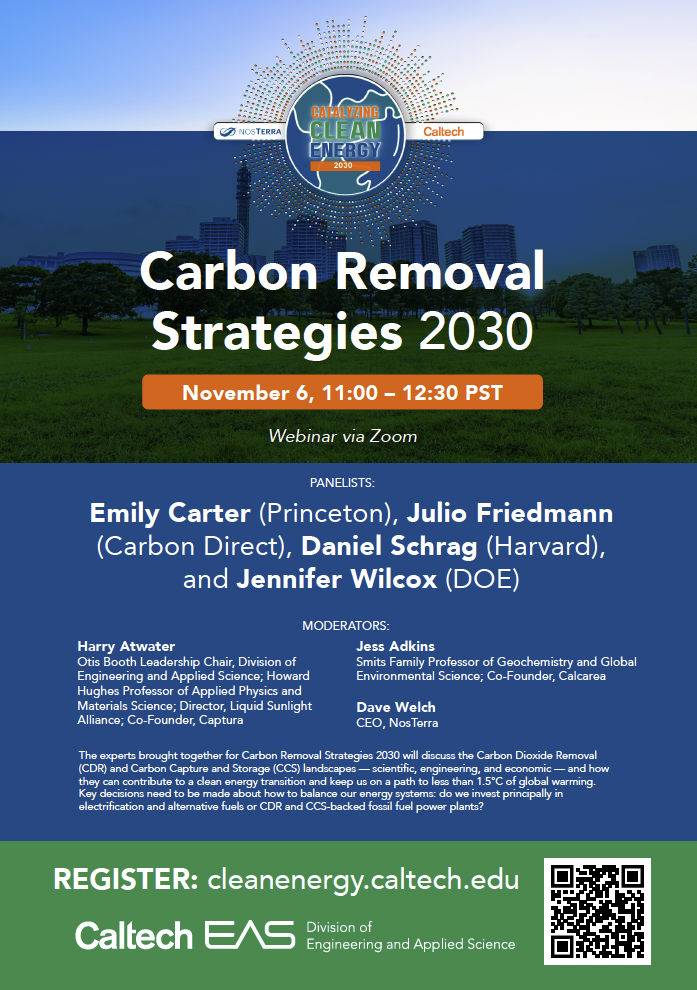 CATALYZING
CLEAN
ENERGY
2030
NOSTERRA
Caltech
Carbon Removal
Strategies 2030
November 6, 11:00 – 12:30 PST
Webinar via Zoom
PANELISTS:
Emily Carter (Princeton), Julio Friedmann
(Carbon Direct), Daniel Schrag (Harvard),
and Jennifer Wilcox (DOE)
MODERATORS:
Harry Atwater
Otis Booth Leadership Chair, Division of
Engineering and Applied Science; Howard
Hughes Professor of Applied Physics and
Materials Science; Director, Liquid Sunlight
Alliance; Co-Founder, Captura
Jess Adkins
Smits Family Professor of Geochemistry and Global
Environmental Science; Co-Founder, Calcarea
Dave Welch
CEO, NosTerra
The experts brought together for Carbon Removal Strategies 2030 will discuss the Carbon Dioxide Removal
(CDR) and Carbon Capture and Storage (CCS) landscapes — scientific, engineering, and economic — and how
they can contribute to a clean energy transition and keep us on a path to less than 1.5°C of global warming.
Key decisions need to be made about how to balance our energy systems: do we invest principally in
electrification and alternative fuels or CDR and CCS-backed fossil fuel power plants?
REGISTER: cleanenergy.caltech.edu
Caltech EAS Division of
Engineering and Applied Science